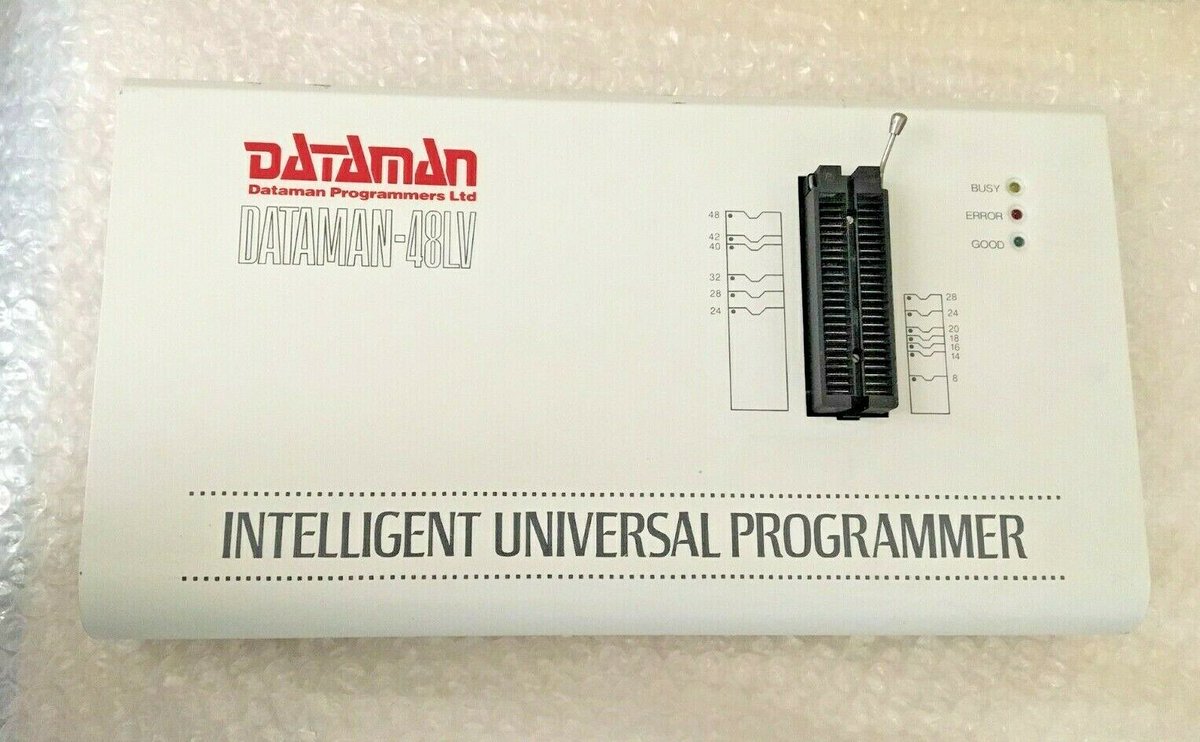 DATAMAN
Dataman Programmers Ltd
DATAMAN-48LV
48
42
40
32
28
24
BUSY
ERROR
GOOD
28
24
20
18
16
14
8
INTELLIGENT UNIVERSAL PROGRAMMER